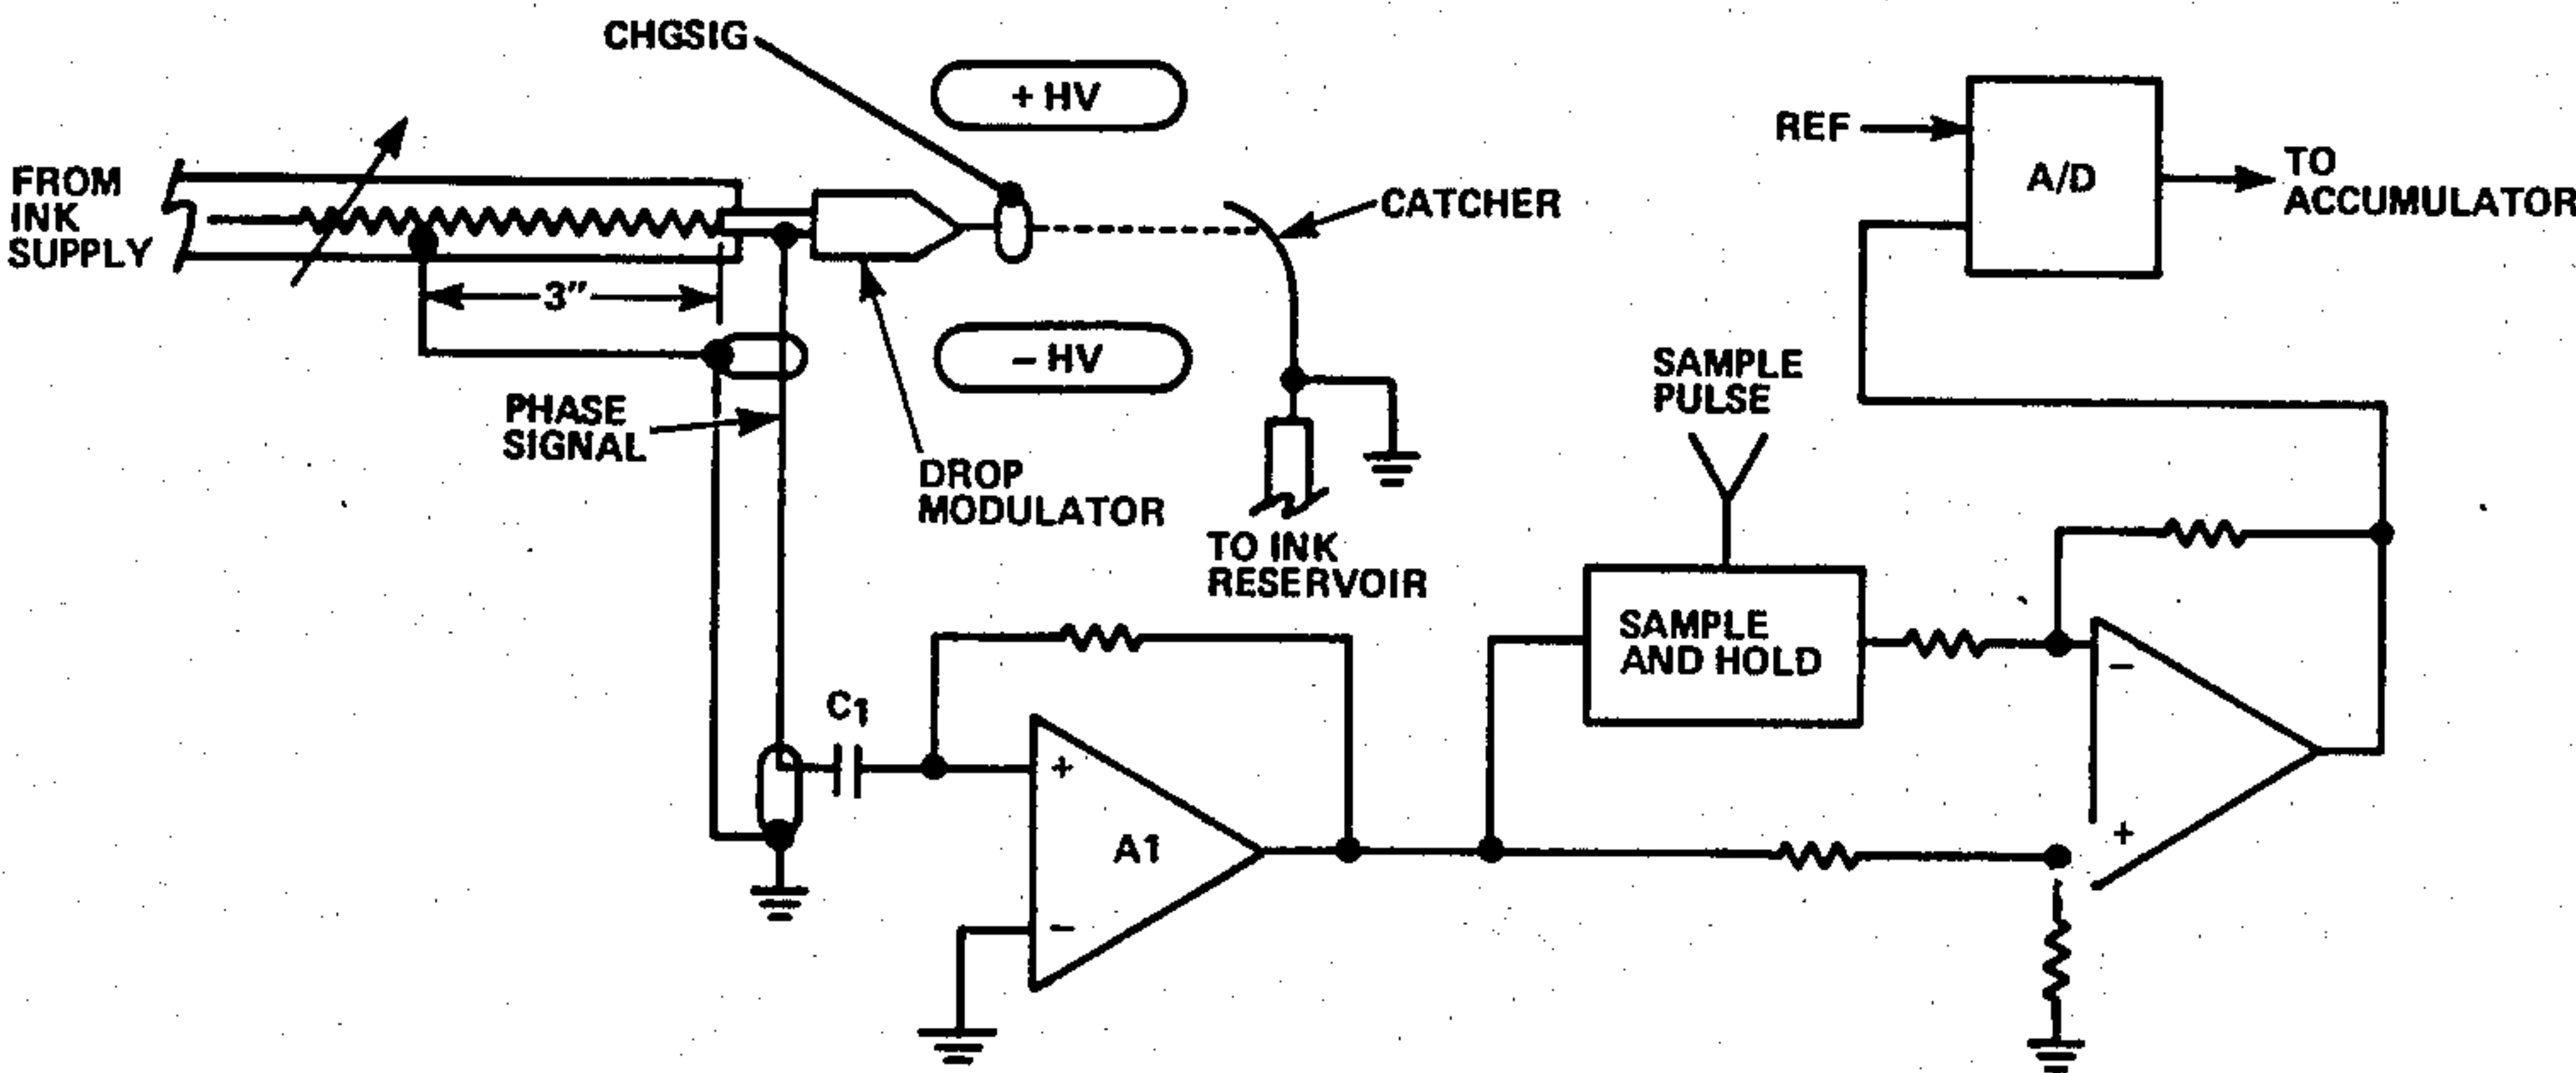 CHGSIG
+ HV
FROM
INK
SUPPLY
3"
CATCHER
REF
A/D
TO
ACCUMULATOR
- HV
PHASE
SIGNAL
DROP
MODULATOR
SAMPLE
PULSE
TO INK
RESERVOIR
C1
SAMPLE
AND HOLD
+
A1
-
-
+